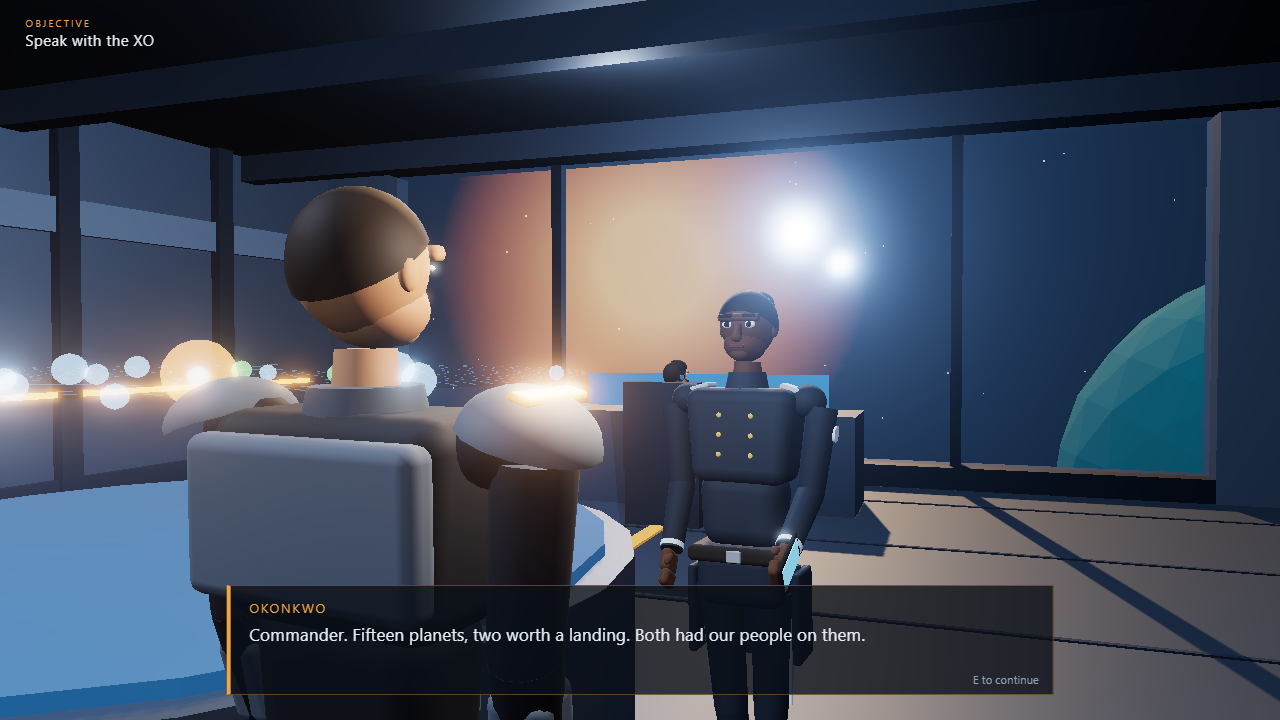 OBJECTIVE
Speak with the XO
OKONKWO
Commander. Fifteen planets, two worth a landing. Both had our people on them.
E to continue